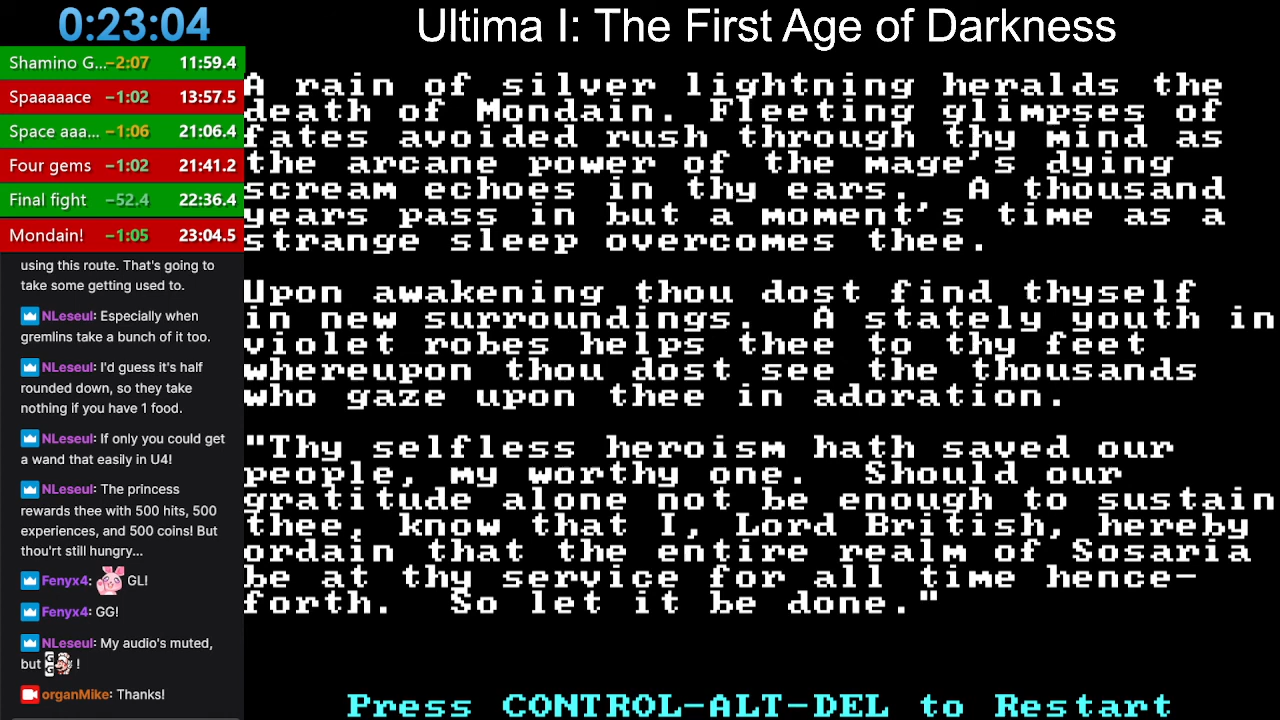 0:23:04
Ultima I: The First Age of Darkness
Shamino G... −2:07 11:59.4
Spaaaaace −1:02 13:57.5
Space aaa... −1:06 21:06.4
Four gems −1:02 21:41.2
Final fight −52.4 22:36.4
Mondain! −1:05 23:04.5
using this route. That's going to
take some getting used to.
NLeseul: Especially when
gremlins take a bunch of it too.
NLeseul: I'd guess it's half
rounded down, so they take
nothing if you have 1 food.
NLeseul: If only you could get
a wand that easily in U4!
NLeseul: The princess
rewards thee with 500 hits, 500
experiences, and 500 coins! But
thou'rt still hungry...
Fenyx4: GL!
Fenyx4: GG!
NLeseul: My audio's muted,
but GG !
organMike: Thanks!
A rain of silver lightning heralds the
death of Mondain. Fleeting glimpses of
fates avoided rush through thy mind as
the arcane power of the mage's dying
scream echoes in thy ears.  A thousand
years pass in but a moment's time as a
strange sleep overcomes thee.
Upon awakening thou dost find thyself
in new surroundings.  A stately youth in
violet robes helps thee to thy feet
whereupon thou dost see the thousands
who gaze upon thee in adoration.
"Thy selfless heroism hath saved our
people, my worthy one.  Should our
gratitude alone not be enough to sustain
thee, know that I, Lord British, hereby
ordain that the entire realm of Sosaria
be at thy service for all time hence-
forth.  So let it be done."
Press CONTROL-ALT-DEL to Restart